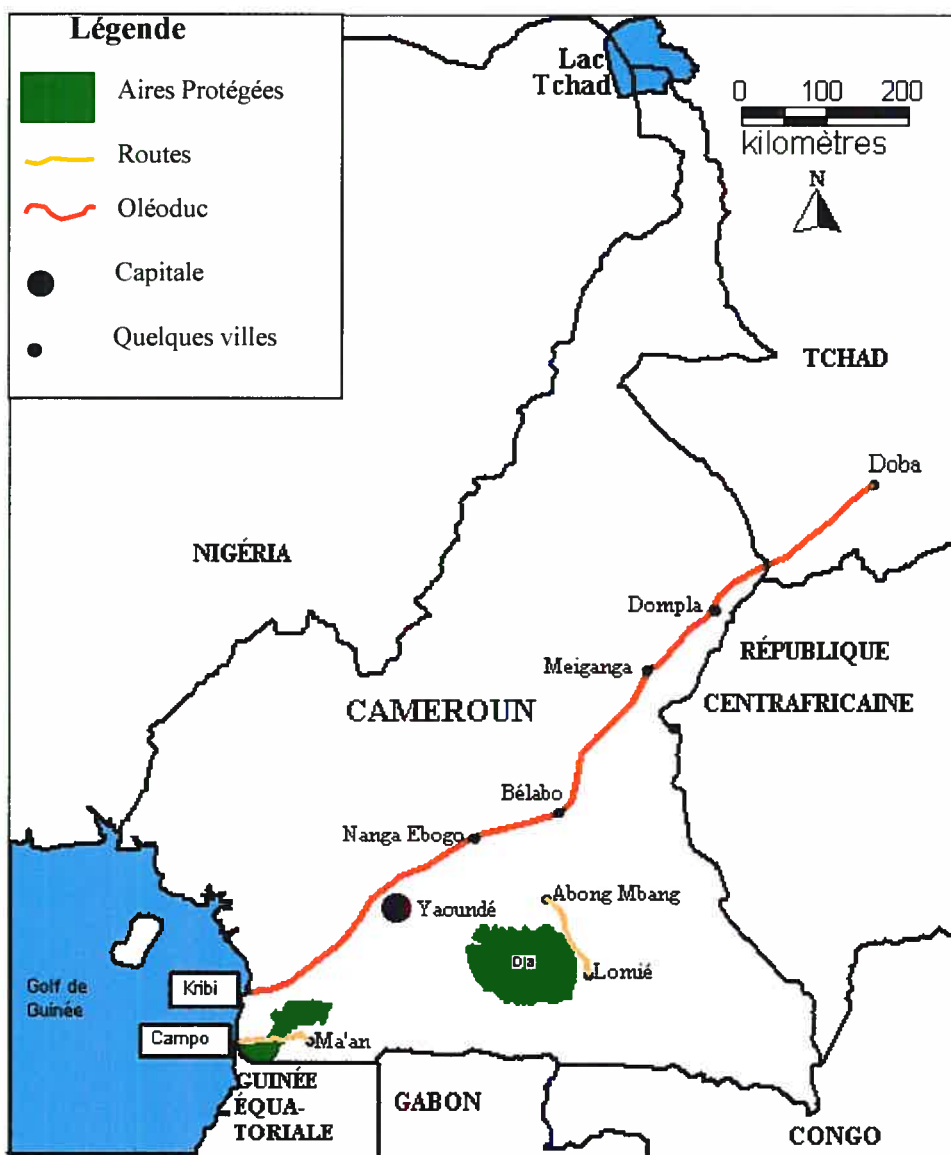 Légende
Aires Protégées
Routes
Oléoduc
Capitale
Quelques villes
Lac
Tchad
0 100 200
kilomètres
N
TCHAD
Doba
NIGÉRIA
Dompla
RÉPUBLIQUE
CENTRAFRICAINE
Meiganga
CAMEROUN
Bélabo
Nanga Ebogo
Abong Mbang
Yaoundé
Dja
Lomié
Golf de
Guinée
Kribi
Campo
Ma'an
GUINÉE
ÉQUA-
TORIALE
GABON
CONGO